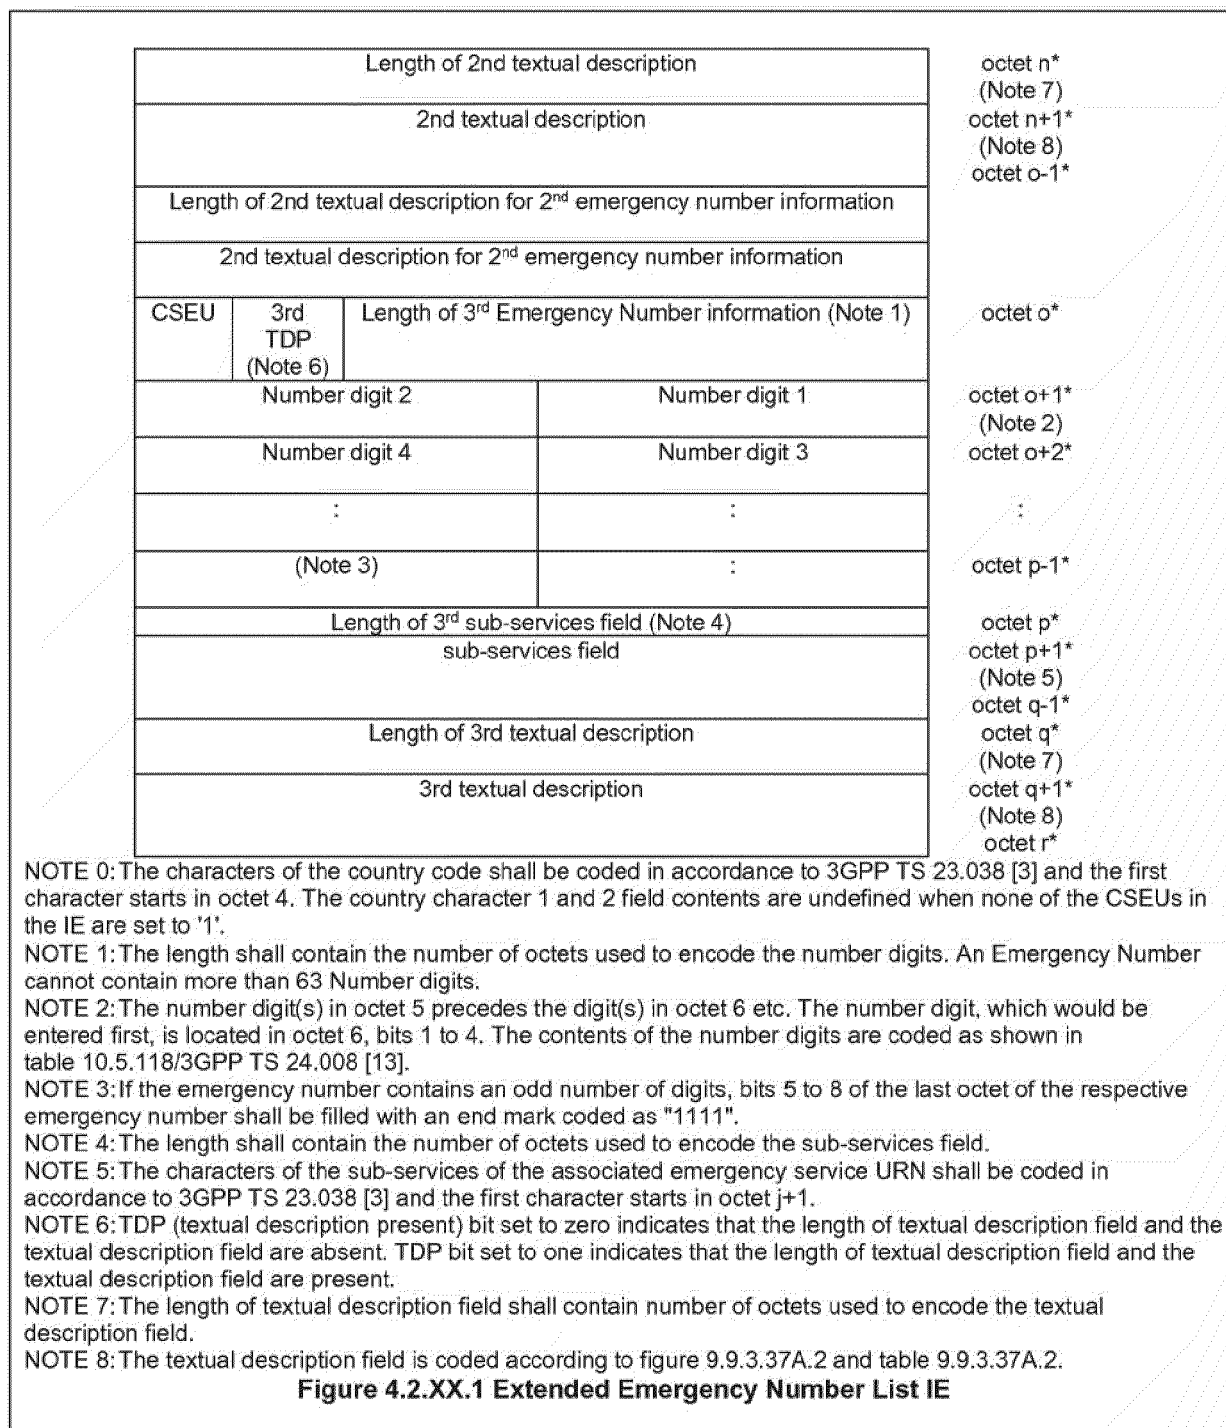 Length of 2nd textual description octet n*
(Note 7)
2nd textual description octet n+1*
(Note 8)
octet o-1*
Length of 2nd textual description for 2nd emergency number information
2nd textual description for 2nd emergency number information
CSEU 3rd Length of 3rd Emergency Number information (Note 1) octet o*
TDP
(Note 6)
Number digit 2 Number digit 1 octet o+1*
(Note 2)
Number digit 4 Number digit 3 octet o+2*
: : :
(Note 3) : octet p-1*
Length of 3rd sub-services field (Note 4) octet p*
sub-services field octet p+1*
(Note 5)
octet q-1*
Length of 3rd textual description octet q*
(Note 7)
3rd textual description octet q+1*
(Note 8)
octet r*
NOTE 0: The characters of the country code shall be coded in accordance to 3GPP TS 23.038 [3] and the first
character starts in octet 4. The country character 1 and 2 field contents are undefined when none of the CSEUs in
the IE are set to '1'.
NOTE 1: The length shall contain the number of octets used to encode the number digits. An Emergency Number
cannot contain more than 63 Number digits.
NOTE 2: The number digit(s) in octet 5 precedes the digit(s) in octet 6 etc. The number digit, which would be
entered first, is located in octet 6, bits 1 to 4. The contents of the number digits are coded as shown in
table 10.5.118/3GPP TS 24.008 [13].
NOTE 3: If the emergency number contains an odd number of digits, bits 5 to 8 of the last octet of the respective
emergency number shall be filled with an end mark coded as "1111".
NOTE 4: The length shall contain the number of octets used to encode the sub-services field.
NOTE 5: The characters of the sub-services of the associated emergency service URN shall be coded in
accordance to 3GPP TS 23.038 [3] and the first character starts in octet j+1.
NOTE 6: TDP (textual description present) bit set to zero indicates that the length of textual description field and the
textual description field are absent. TDP bit set to one indicates that the length of textual description field and the
textual description field are present.
NOTE 7: The length of textual description field shall contain number of octets used to encode the textual
description field.
NOTE 8: The textual description field is coded according to figure 9.9.3.37A.2 and table 9.9.3.37A.2.
Figure 4.2.XX.1 Extended Emergency Number List IE